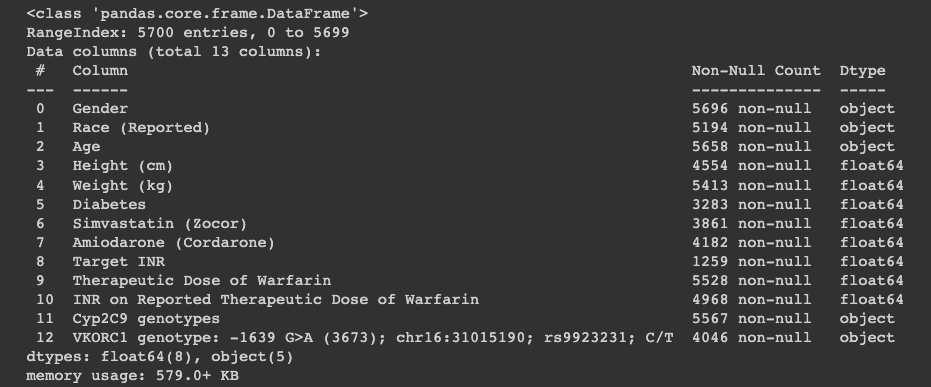 <class 'pandas.core.frame.DataFrame'>
RangeIndex: 5700 entries, 0 to 5699
Data columns (total 13 columns):
 #   Column                                                           Non-Null Count  Dtype
---  ------                                                           --------------  -----
 0   Gender                                                           5696 non-null   object
 1   Race (Reported)                                                  5194 non-null   object
 2   Age                                                              5658 non-null   object
 3   Height (cm)                                                      4554 non-null   float64
 4   Weight (kg)                                                      5413 non-null   float64
 5   Diabetes                                                         3283 non-null   float64
 6   Simvastatin (Zocor)                                              3861 non-null   float64
 7   Amiodarone (Cordarone)                                           4182 non-null   float64
 8   Target INR                                                       1259 non-null   float64
 9   Therapeutic Dose of Warfarin                                     5528 non-null   float64
 10  INR on Reported Therapeutic Dose of Warfarin                     4968 non-null   float64
 11  Cyp2C9 genotypes                                                 5567 non-null   object
 12  VKORC1 genotype: -1639 G>A (3673); chr16:31015190; rs9923231; C/T  4046 non-null   object
dtypes: float64(8), object(5)
memory usage: 579.0+ KB